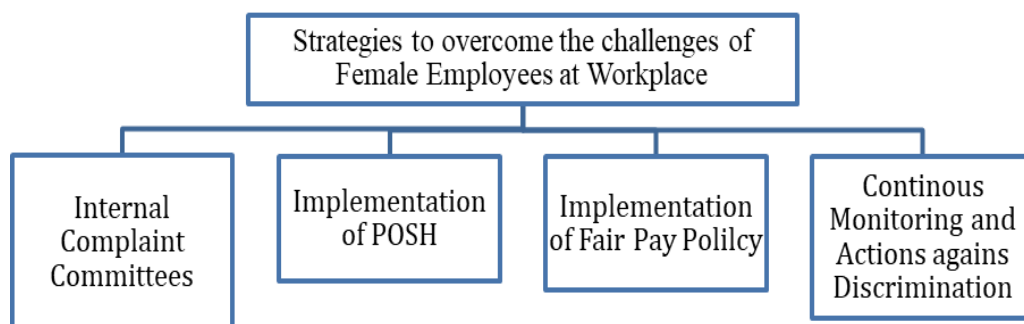 Strategies to overcome the challenges of
Female Employees at Workplace
Internal
Complaint
Committees
Implementation
of POSH
Implementation
of Fair Pay Polilcy
Continous
Monitoring and
Actions agains
Discrimination